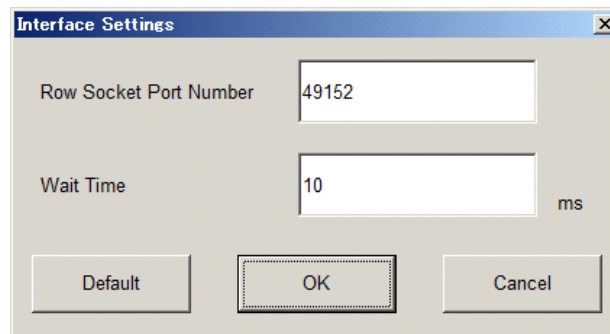 Interface Settings
Row Socket Port Number 49152
Wait Time 10 ms
Default OK Cancel